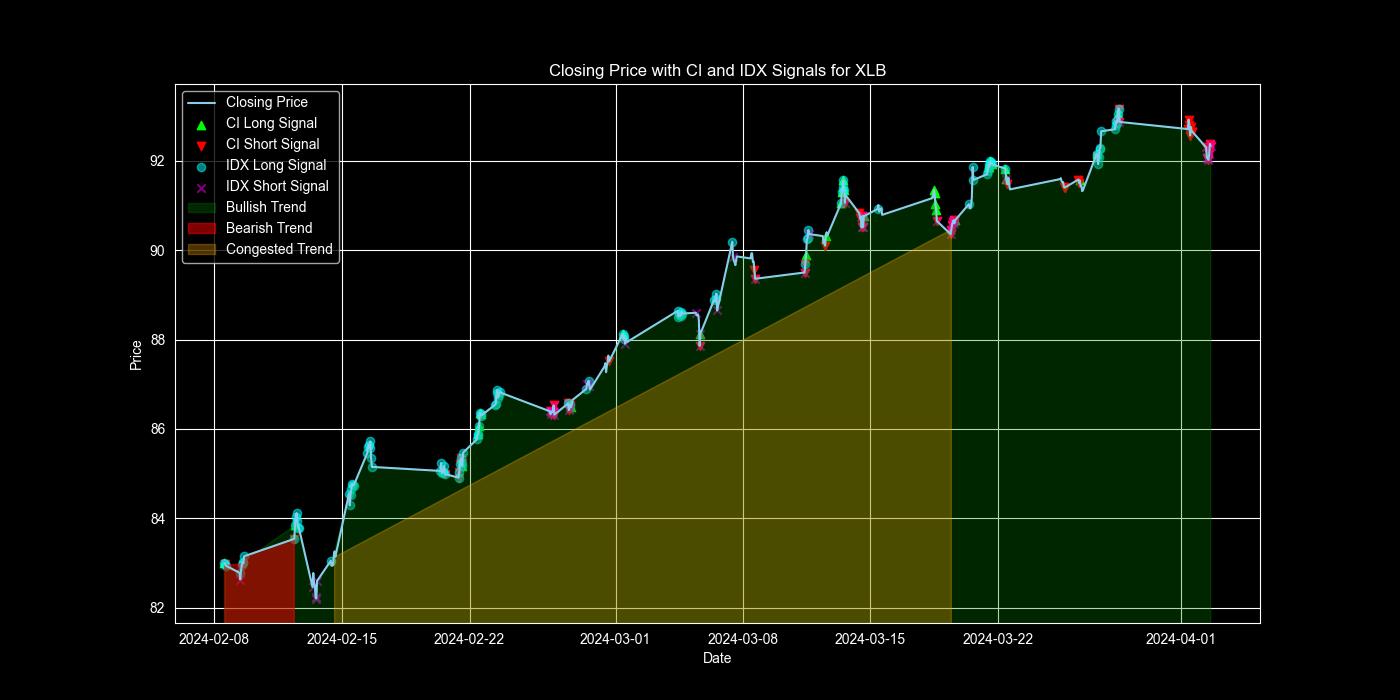 Closing Price with CI and IDX Signals for XLB
Closing Price
CI Long Signal
CI Short Signal
IDX Long Signal
IDX Short Signal
Bullish Trend
Bearish Trend
Congested Trend
92
90
88
86
84
82
Price
2024-02-08 2024-02-15 2024-02-22 2024-03-01 2024-03-08 2024-03-15 2024-03-22 2024-04-01
Date